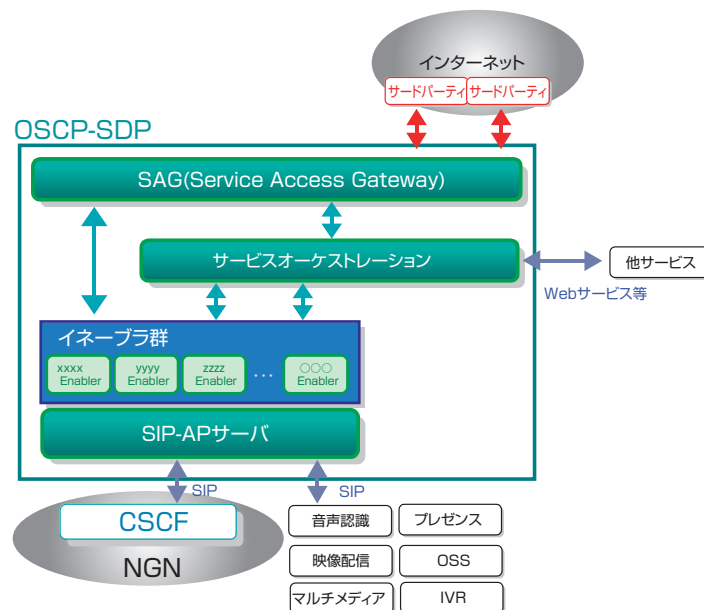 インターネット
サードパーティ サードパーティ
OSCP-SDP
SAG(Service Access Gateway)
サービスオーケストレーション
他サービス
Webサービス等
イネーブラ群
xxxx Enabler
yyyy Enabler
zzzz Enabler
...
○○○ Enabler
SIP-APサーバ
SIP
SIP
CSCF
NGN
音声認識
プレゼンス
映像配信
OSS
マルチメディア
IVR